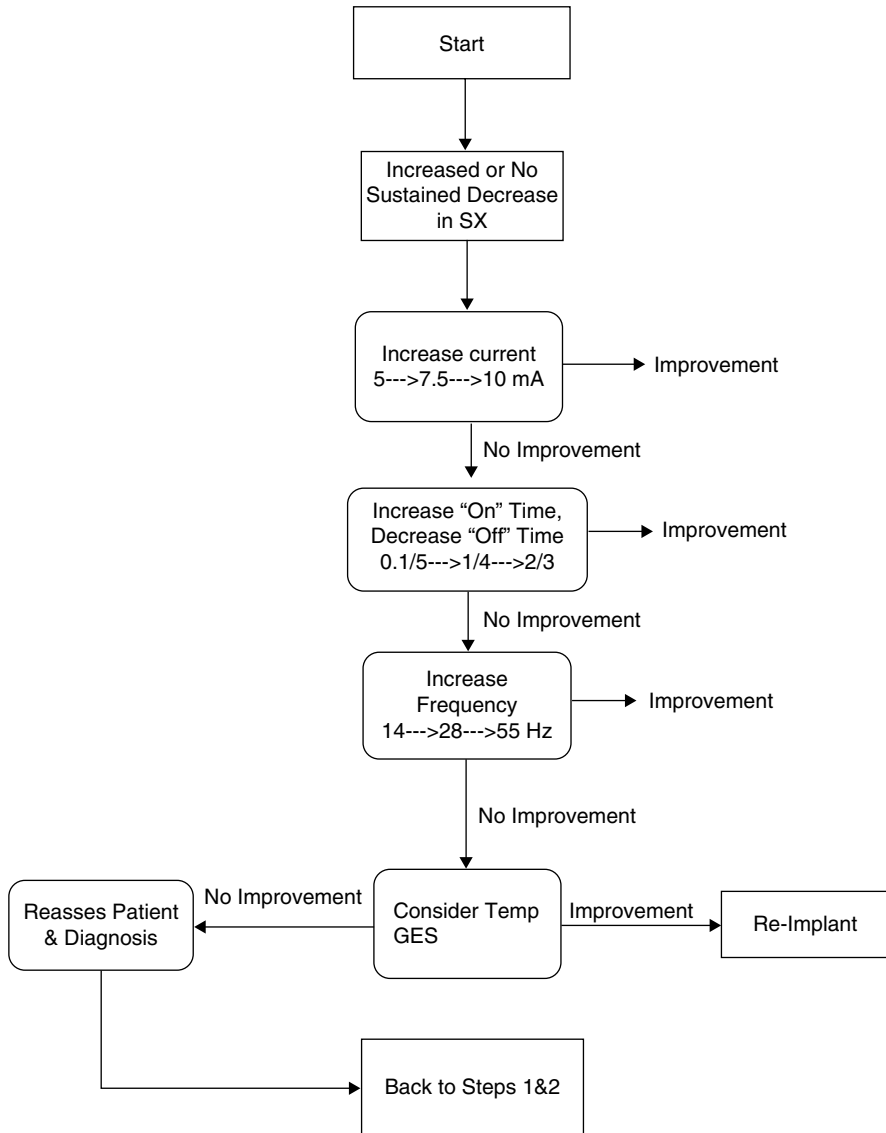 Start
Increased or No
Sustained Decrease
in SX
Increase current
5--->7.5--->10 mA
Improvement
No Improvement
Increase “On” Time,
Decrease “Off” Time
0.1/5--->1/4--->2/3
Improvement
No Improvement
Increase
Frequency
14--->28--->55 Hz
Improvement
No Improvement
Reasses Patient
& Diagnosis
No Improvement
Consider Temp
GES
Improvement
Re-Implant
Back to Steps 1&2